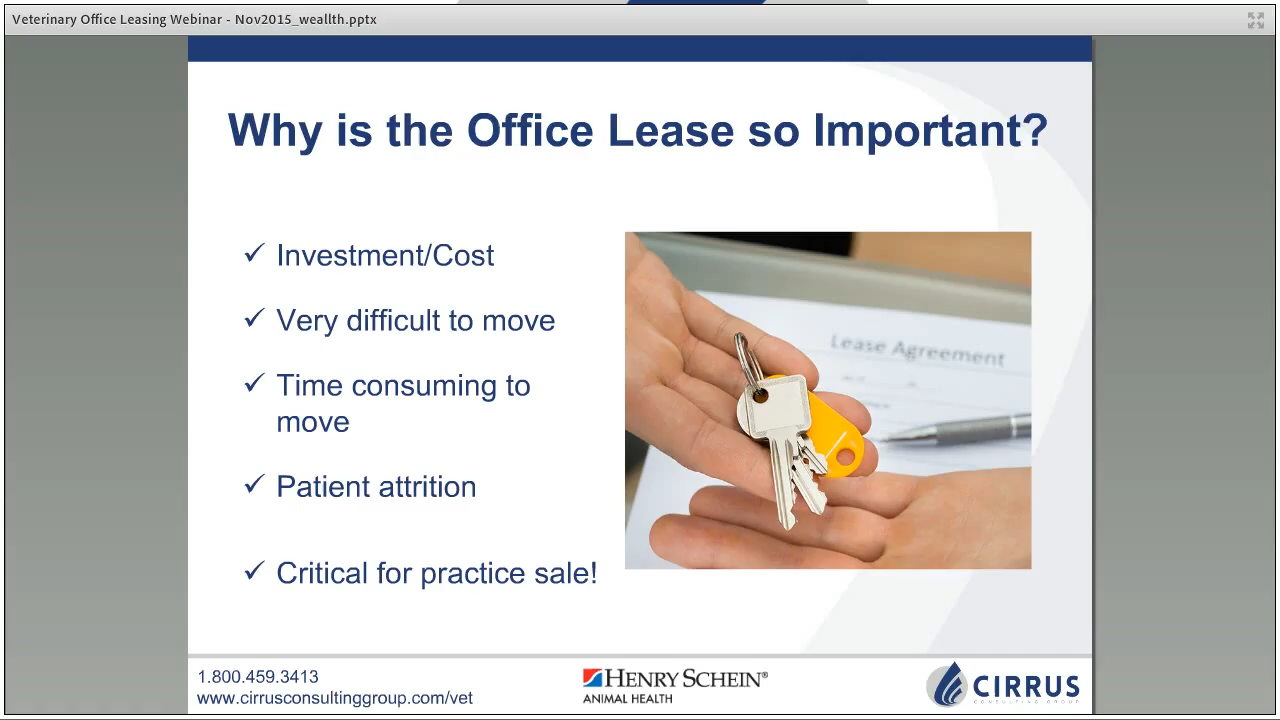 Veterinary Office Leasing Webinar - Nov2015_weallth.pptx
Why is the Office Lease so Important?
✓ Investment/Cost
✓ Very difficult to move
✓ Time consuming to
move
✓ Patient attrition
✓ Critical for practice sale!
Lease Agreement
1.800.459.3413
www.cirrusconsultinggroup.com/vet
HENRY SCHEIN®
ANIMAL HEALTH
CIRRUS
CONSULTING GROUP